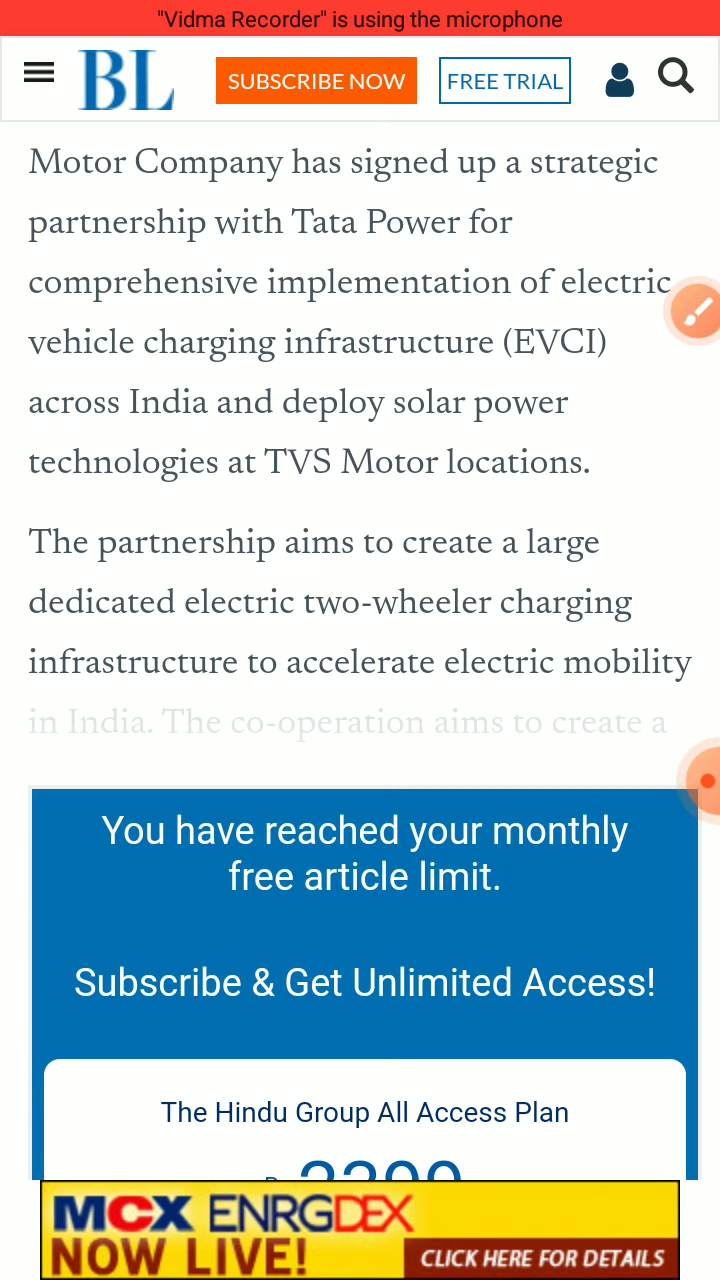 "Vidma Recorder" is using the microphone
BL SUBSCRIBE NOW FREE TRIAL
Motor Company has signed up a strategic
partnership with Tata Power for
comprehensive implementation of electric
vehicle charging infrastructure (EVCI)
across India and deploy solar power
technologies at TVS Motor locations.
The partnership aims to create a large
dedicated electric two-wheeler charging
infrastructure to accelerate electric mobility
in India. The co-operation aims to create a
You have reached your monthly
free article limit.
Subscribe & Get Unlimited Access!
The Hindu Group All Access Plan
MCX ENRGDEX
NOW LIVE!
CLICK HERE FOR DETAILS